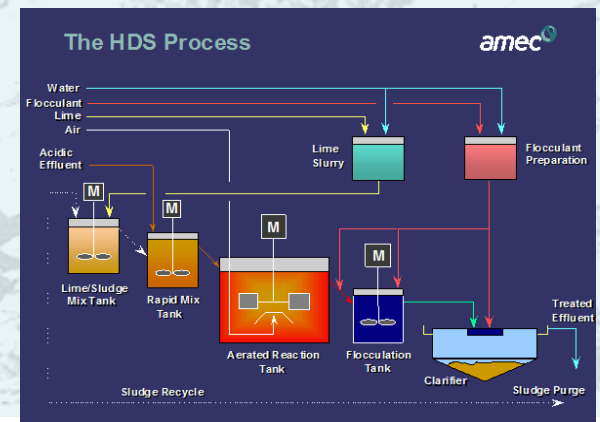 The HDS Process
amec
Water
Flocculant
Lime
Air
Acidic
Effluent
Lime
Slurry
Flocculant
Preparation
M
M
M
M
Lime/Sludge
Mix Tank
Rapid Mix
Tank
Aerated Reaction
Tank
Flocculation
Tank
Treated
Effluent
Clarifier
Sludge Purge
Sludge Recycle